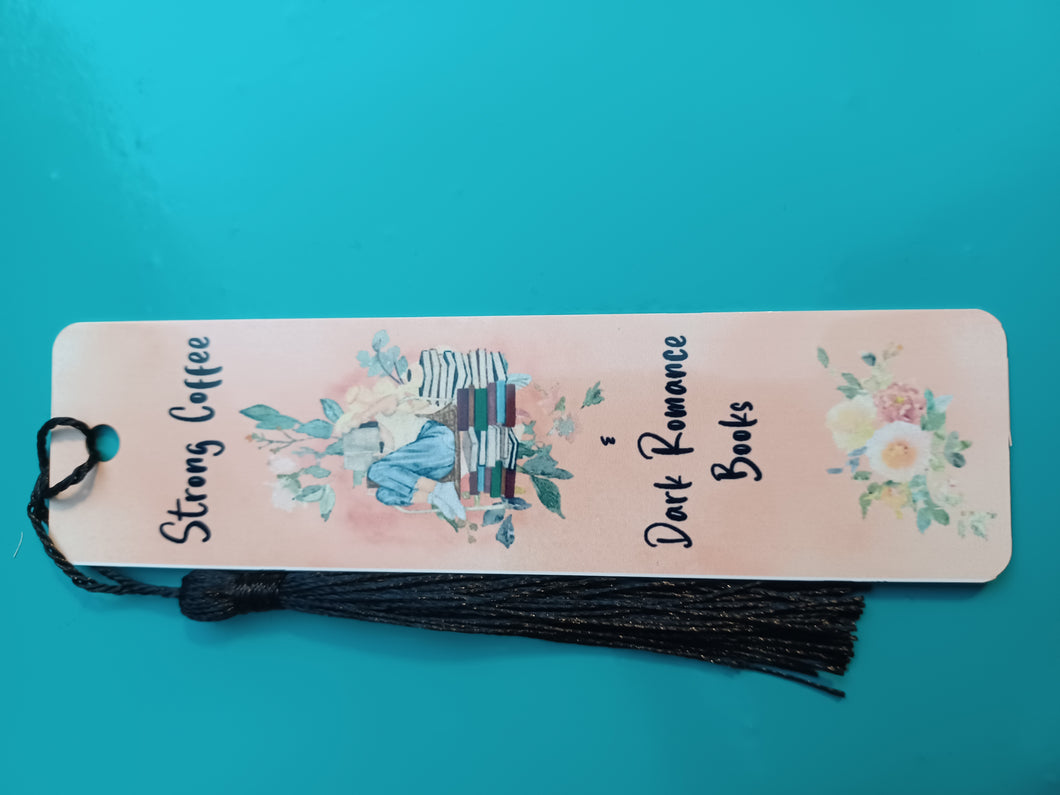 Strong Coffee
&
Dark Romance
Books